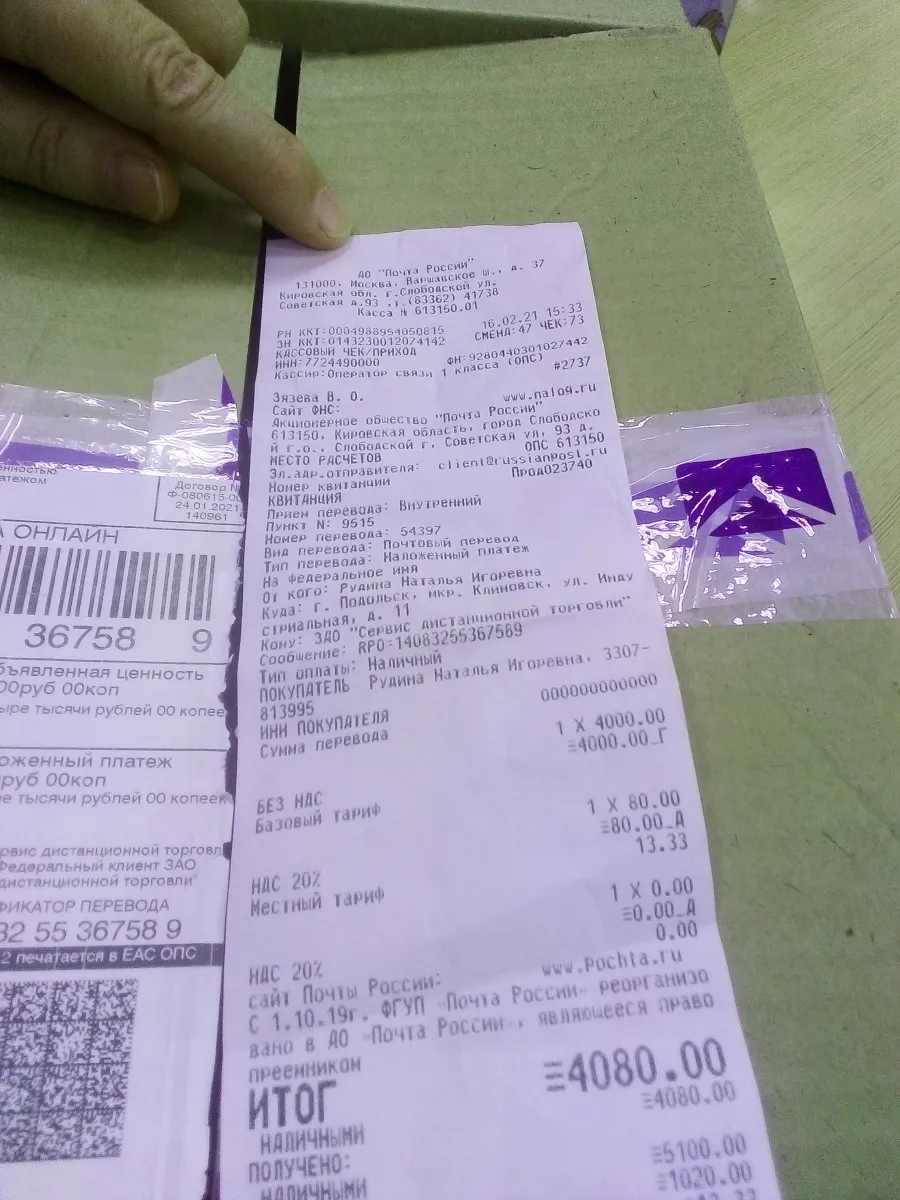 АО "Почта России"
131000, Москва, Варшавское ш., д. 37
Кировская обл. г.Слободской ул.
Советская д.93 ,т.(83362) 41738
Касса № 613150.01
16.02.21 15:33
РН ККТ:0004988954050815
СМЕНА:47 ЧЕК:73
ЗН ККТ:0143230012074142
КАССОВЫЙ ЧЕК/ПРИХОД
ФН:9280440301027442
ИНН:7724490000
Кассир:Оператор связи 1 класса (ОПС)
#2737
Зязева В. О.
www.nalog.ru
Сайт ФНС:
Акционерное общество "Почта России"
613150, Кировская область, город Слободско
й г.о., Слободской г, Советская ул, 93 д.
МЕСТО РАСЧЕТОВ
ОПС 613150
Эл.адр.отправителя: client@russianpost.ru
Номер квитанции
Прод023740
КВИТАНЦИЯ
Прием перевода: Внутренний
Пункт N: 9515
Номер перевода: 54397
Вид перевода: Почтовый перевод
Тип перевода: Наложенный платеж
На федеральное имя
От кого: Рудина Наталья Игоревна
Куда: г. Подольск, мкр. Климовск, ул. Инду
стриальная, д. 11
Кому: ЗАО "Сервис дистанционной торговли"
Сообщение: RPO=14083255367589
Тип оплаты: Наличный
ПОКУПАТЕЛЬ Рудина Наталья Игоревна, 3307-
813995
ИНН ПОКУПАТЕЛЯ
000000000000
Сумма перевода
1 X 4000.00
≡4000.00_Г
БЕЗ НДС
Базовый тариф
1 X 80.00
≡80.00_А
13.33
НДС 20%
Местный тариф
1 X 0.00
≡0.00_А
0.00
НДС 20%
сайт Почты России:
www.Pochta.ru
С 1.10.19г. ФГУП "Почта России" реорганизо
вано в АО "Почта России", являющееся право
преемником
ИТОГ
≡4080.00
НАЛИЧНЫМИ
≡4080.00
ПОЛУЧЕНО:
НАЛИЧНЫМИ
≡5100.00
≡1020.00
енностью
атежом
Договор №
Ф-080615-00
24.01.2021
140961
А ОНЛАЙН
36758 9
бъявленная ценность
00руб 00коп
ыре тысячи рублей 00 копеек
оженный платеж
руб 00коп
е тысячи рублей 00 копеек
рвис дистанционной торговл
Федеральный клиент ЗАО
дистанционной торговли"
ФИКАТОР ПЕРЕВОДА
32 55 36758 9
2 печатается в ЕАС ОПС